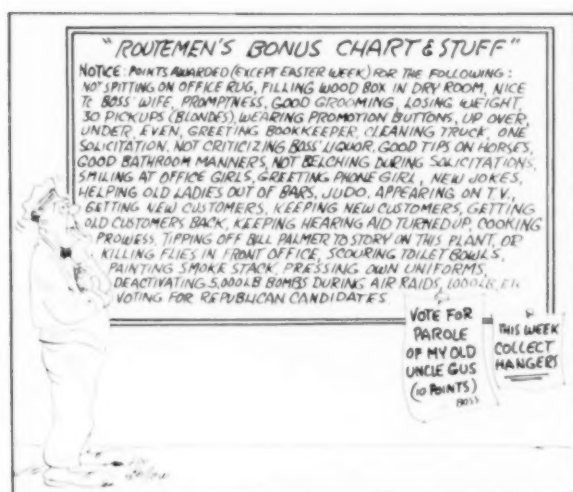 "ROUTEMEN'S BONUS CHART & STUFF"
NOTICE: POINTS AWARDED (EXCEPT EASTER WEEK) FOR THE FOLLOWING:
NOT SPITTING ON OFFICE RUG, FILLING WOOD BOX IN DRY ROOM, NICE
TO BOSS' WIFE, PROMPTNESS, GOOD GROOMING, LOSING WEIGHT,
30 PICKUPS (BLONDES), WEARING PROMOTION BUTTONS, UP OVER,
UNDER, EVEN, GREETING BOOKKEEPER, CLEANING TRUCK, ONE
SOLICITATION, NOT CRITICIZING BOSS' LIQUOR, GOOD TIPS ON HORSES,
GOOD BATHROOM MANNERS, NOT BELCHING DURING SOLICITATIONS,
SMILING AT OFFICE GIRLS, GREETING PHONE GIRL, NEW JOKES,
HELPING OLD LADIES OUT OF BARS, JUDO, APPEARING ON T.V.,
GETTING NEW CUSTOMERS, KEEPING NEW CUSTOMERS, GETTING
OLD CUSTOMERS BACK, KEEPING HEARING AID TURNED UP, COOKING
PROWESS, TIPPING OFF BILL PALMER TO STORY ON THIS PLANT, OR
KILLING FLIES IN FRONT OFFICE, SCOURING TOILET BOWLS,
PAINTING SMOKE STACK, PRESSING OWN UNIFORMS,
DEACTIVATING 5,000 LB BOMBS DURING AIR RAIDS,
VOTING FOR REPUBLICAN CANDIDATES.
VOTE FOR
PAROLE
OF MY OLD
UNCLE GUS
(10 POINTS)
BOSS
THIS WEEK
COLLECT
HANGERS